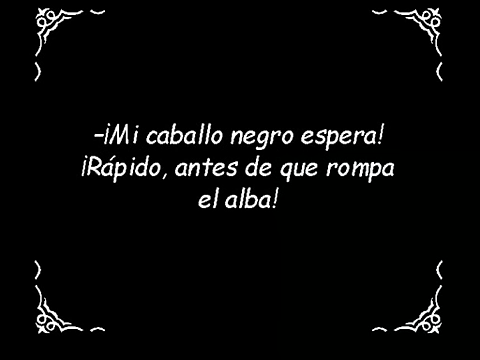 -¡Mi caballo negro espera!
¡Rápido, antes de que rompa
el alba!